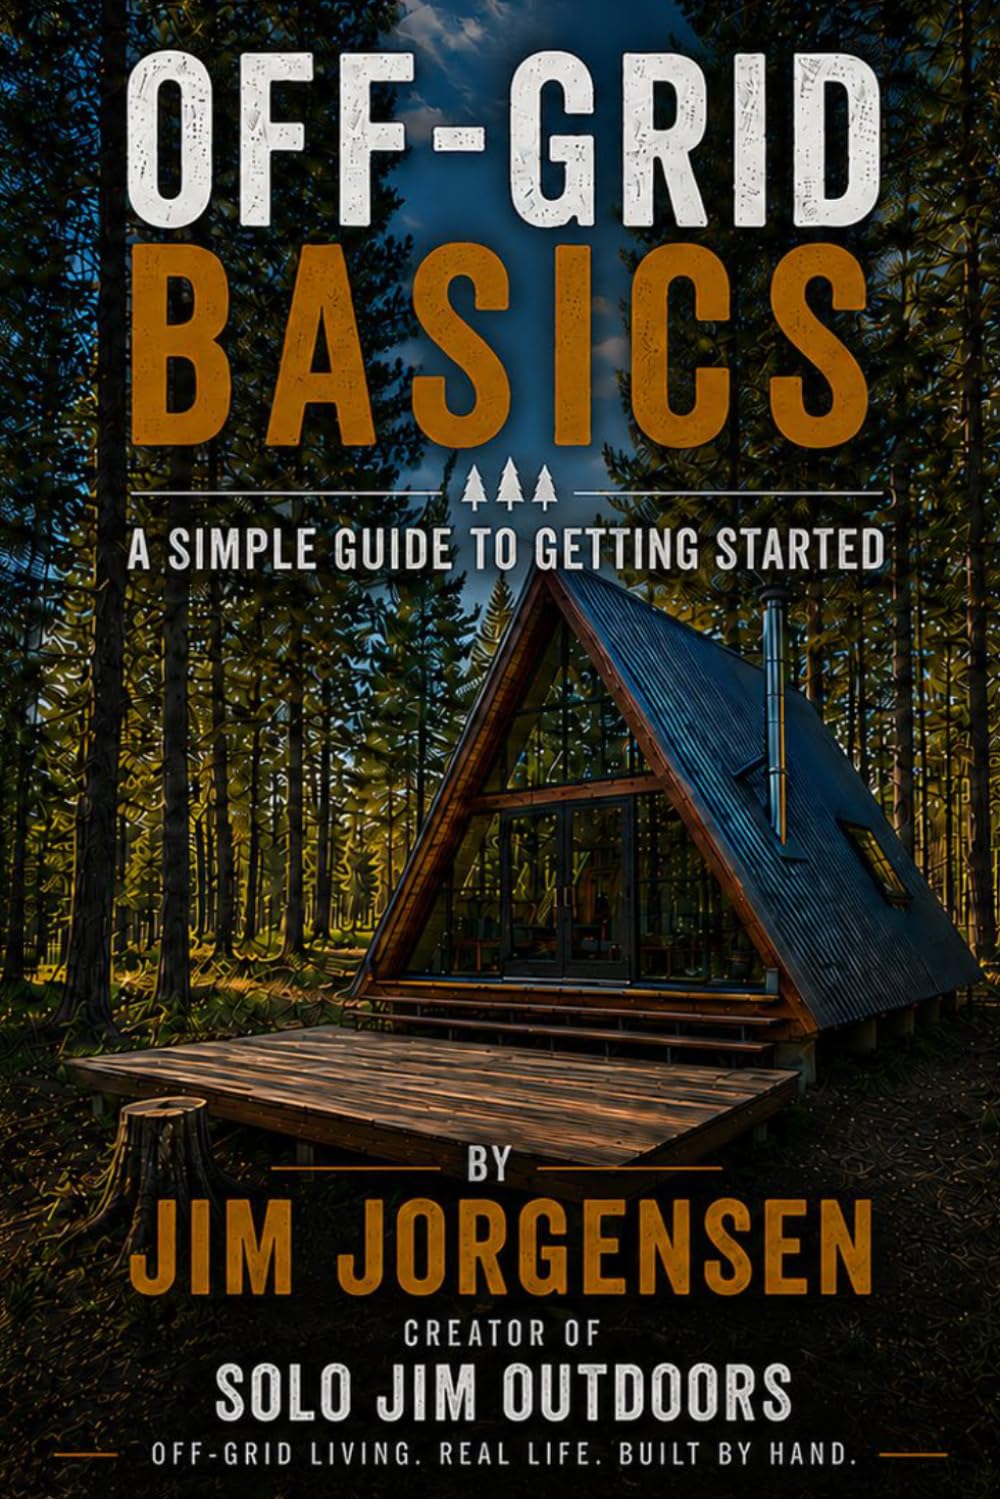 OFF-GRID
BASICS
A SIMPLE GUIDE TO GETTING STARTED
BY
JIM JORGENSEN
CREATOR OF
SOLO JIM OUTDOORS
OFF-GRID LIVING. REAL LIFE. BUILT BY HAND.